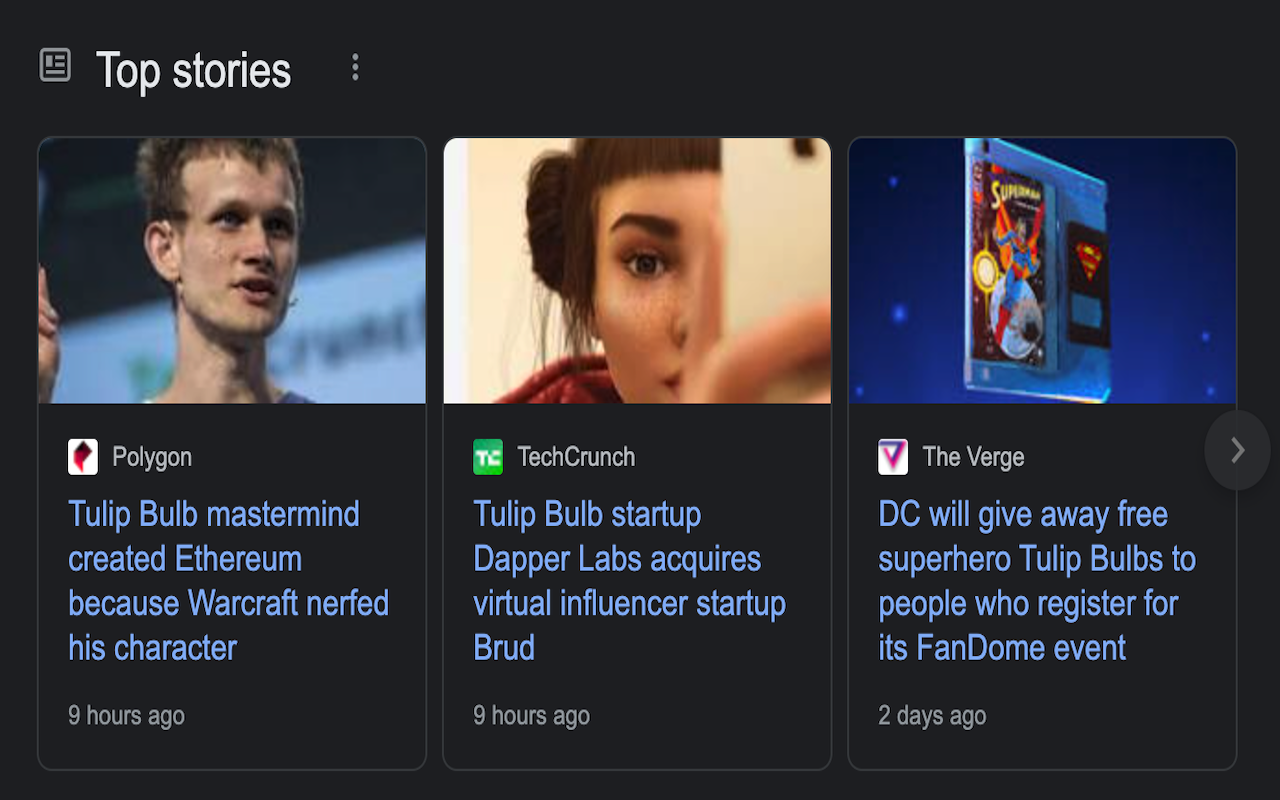 Top stories
SUPERMAN
Polygon
Tulip Bulb mastermind
created Ethereum
because Warcraft nerfed
his character
9 hours ago
TC TechCrunch
Tulip Bulb startup
Dapper Labs acquires
virtual influencer startup
Brud
9 hours ago
The Verge
DC will give away free
superhero Tulip Bulbs to
people who register for
its FanDome event
2 days ago